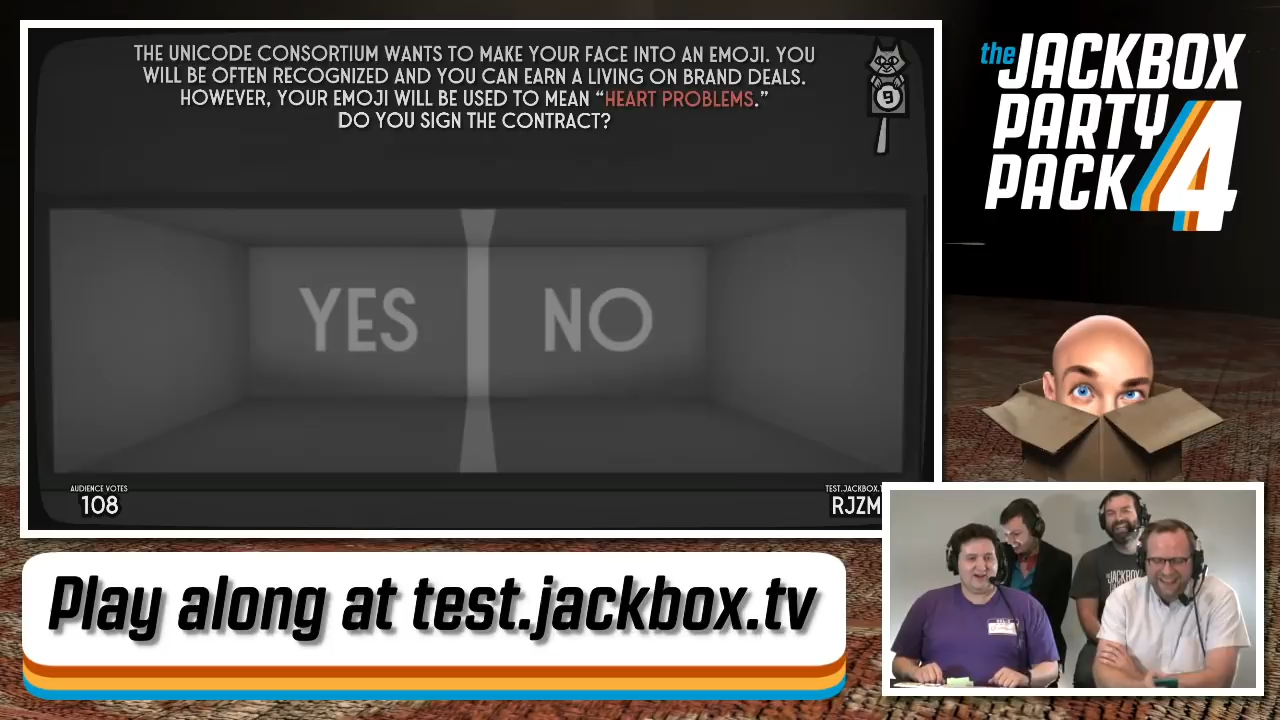 THE UNICODE CONSORTIUM WANTS TO MAKE YOUR FACE INTO AN EMOJI. YOU
WILL BE OFTEN RECOGNIZED AND YOU CAN EARN A LIVING ON BRAND DEALS.
HOWEVER, YOUR EMOJI WILL BE USED TO MEAN “HEART PROBLEMS.”
DO YOU SIGN THE CONTRACT?
9
YES
NO
AUDIENCE VOTES
108
TEST.JACKBOX.T
RJZM
the JACKBOX
PARTY
PACK 4
Play along at test.jackbox.tv
JACKBOX